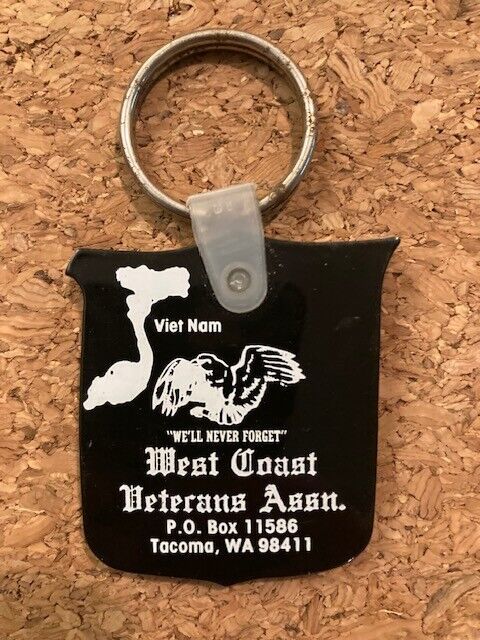 Viet Nam
"WE'LL NEVER FORGET"
West Coast
Veterans Assn.
P.O. Box 11586
Tacoma, WA 98411